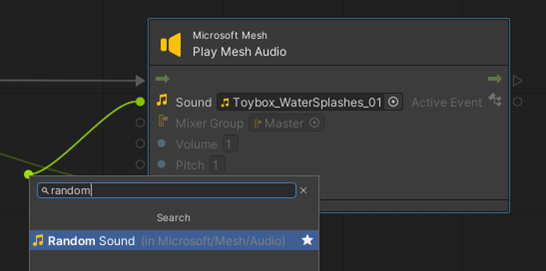 Microsoft Mesh
Play Mesh Audio
Sound Toybox_WaterSplashes_01 Active Event
Mixer Group Master
Volume 1
Pitch 1
random
Search
Random Sound (in Microsoft/Mesh/Audio)